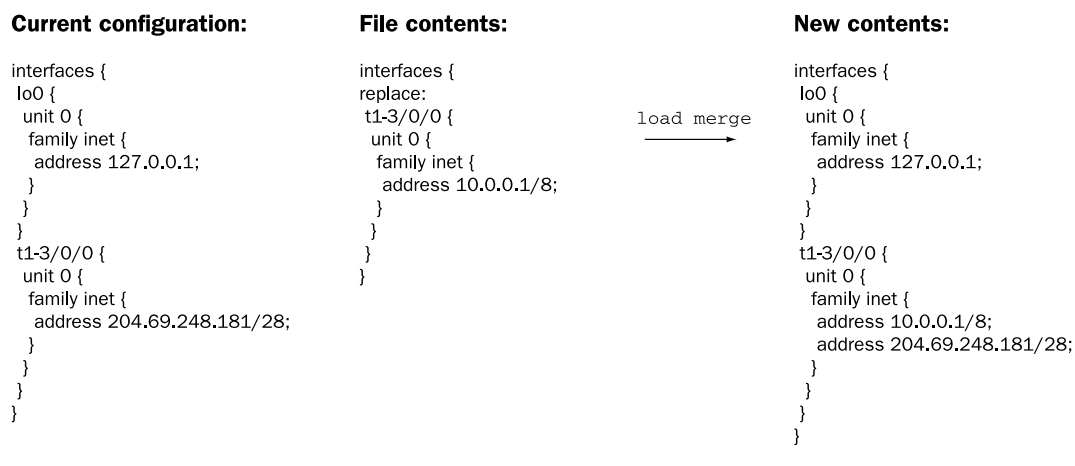 Current configuration:
interfaces {
lo0 {
unit 0 {
family inet {
address 127.0.0.1;
}
}
}
t1-3/0/0 {
unit 0 {
family inet {
address 204.69.248.181/28;
}
}
}
}
File contents:
interfaces {
replace:
t1-3/0/0 {
unit 0 {
family inet {
address 10.0.0.1/8;
}
}
}
}
load merge
New contents:
interfaces {
lo0 {
unit 0 {
family inet {
address 127.0.0.1;
}
}
}
t1-3/0/0 {
unit 0 {
family inet {
address 10.0.0.1/8;
address 204.69.248.181/28;
}
}
}
}